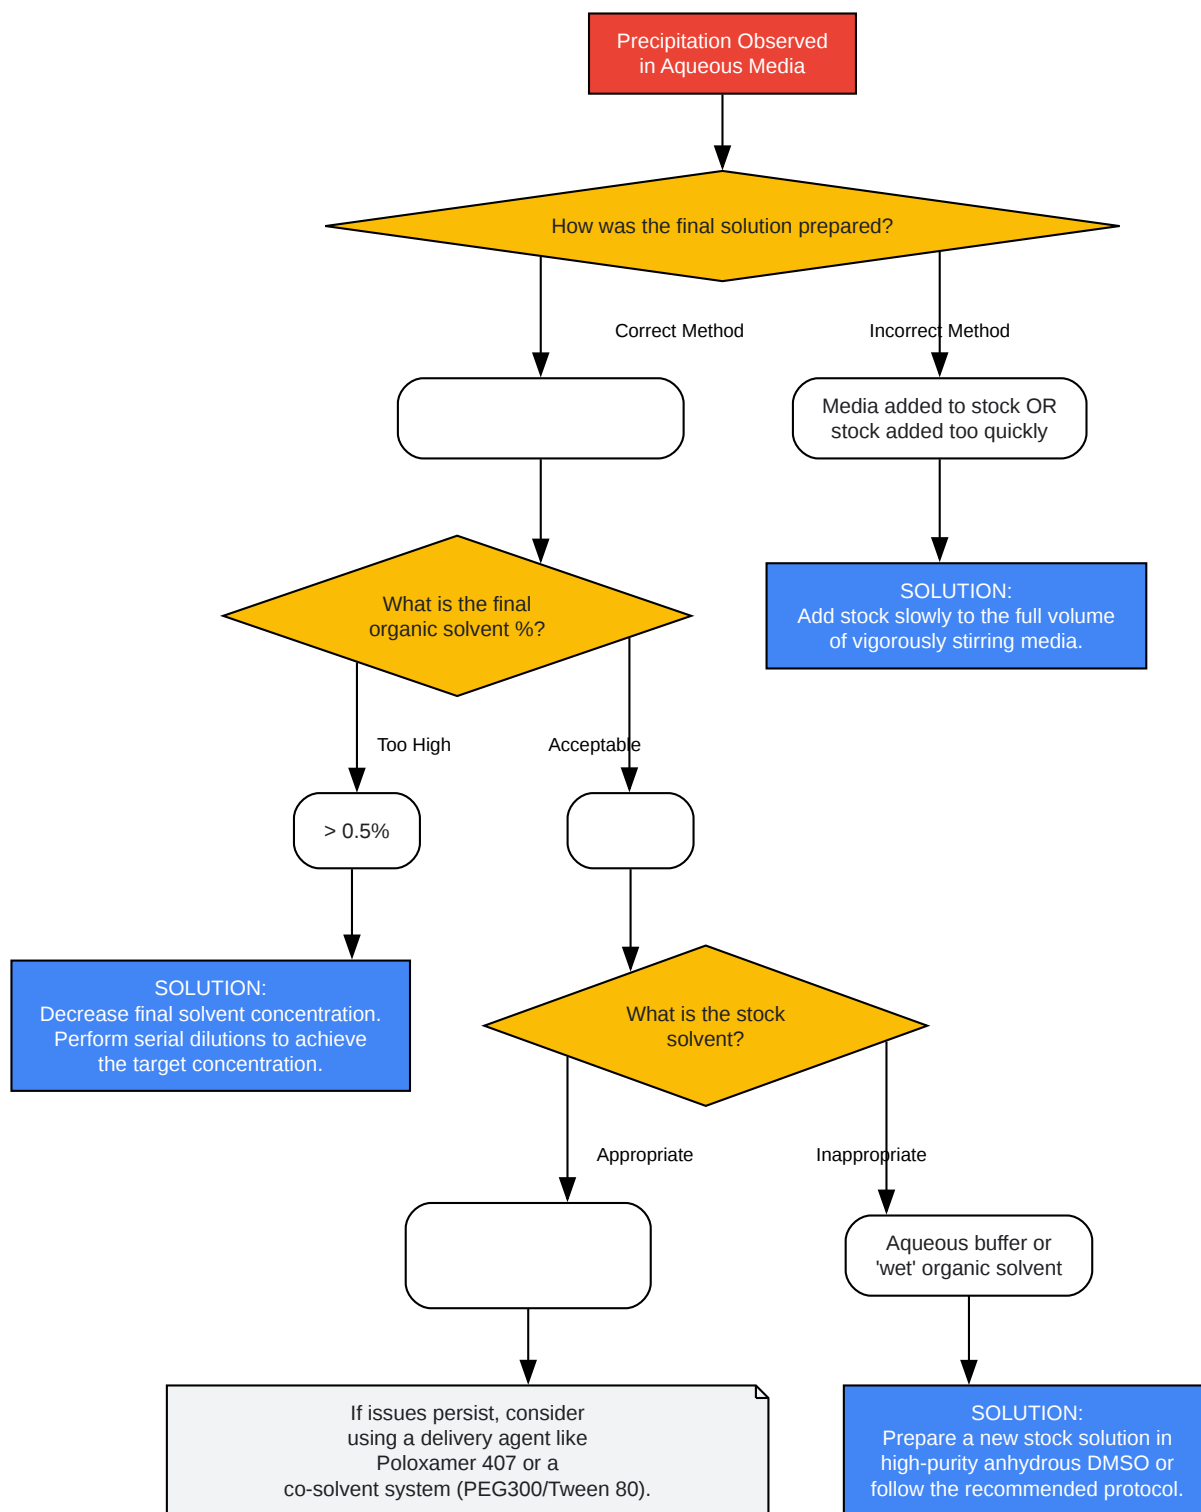 Precipitation Observed
in Aqueous Media
How was the final solution prepared?
Correct Method
Incorrect Method
Media added to stock OR
stock added too quickly
What is the final
organic solvent %?
SOLUTION:
Add stock slowly to the full volume
of vigorously stirring media.
Too High
Acceptable
> 0.5%
SOLUTION:
Decrease final solvent concentration.
Perform serial dilutions to achieve
the target concentration.
What is the stock
solvent?
Appropriate
Inappropriate
Aqueous buffer or
'wet' organic solvent
If issues persist, consider
using a delivery agent like
Poloxamer 407 or a
co-solvent system (PEG300/Tween 80).
SOLUTION:
Prepare a new stock solution in
high-purity anhydrous DMSO or
follow the recommended protocol.